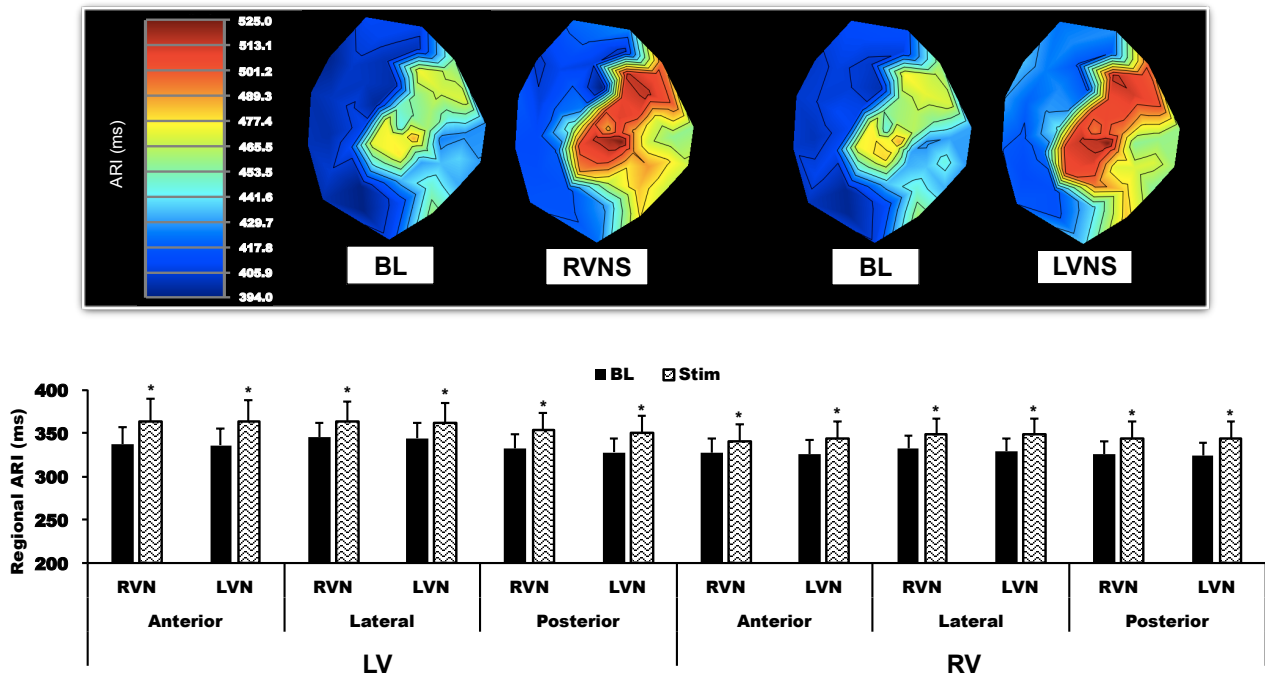 525.0
513.1
501.2
489.3
477.4
465.5
453.5
441.6
429.7
417.8
405.9
394.0
ARI (ms)
BL
RVNS
BL
LVNS
BL Stim
Regional ARI (ms)
400
350
300
250
200
* * * * * * * * * * * *
RVN LVN RVN LVN RVN LVN RVN LVN RVN LVN RVN LVN
Anterior Lateral Posterior Anterior Lateral Posterior
LV RV